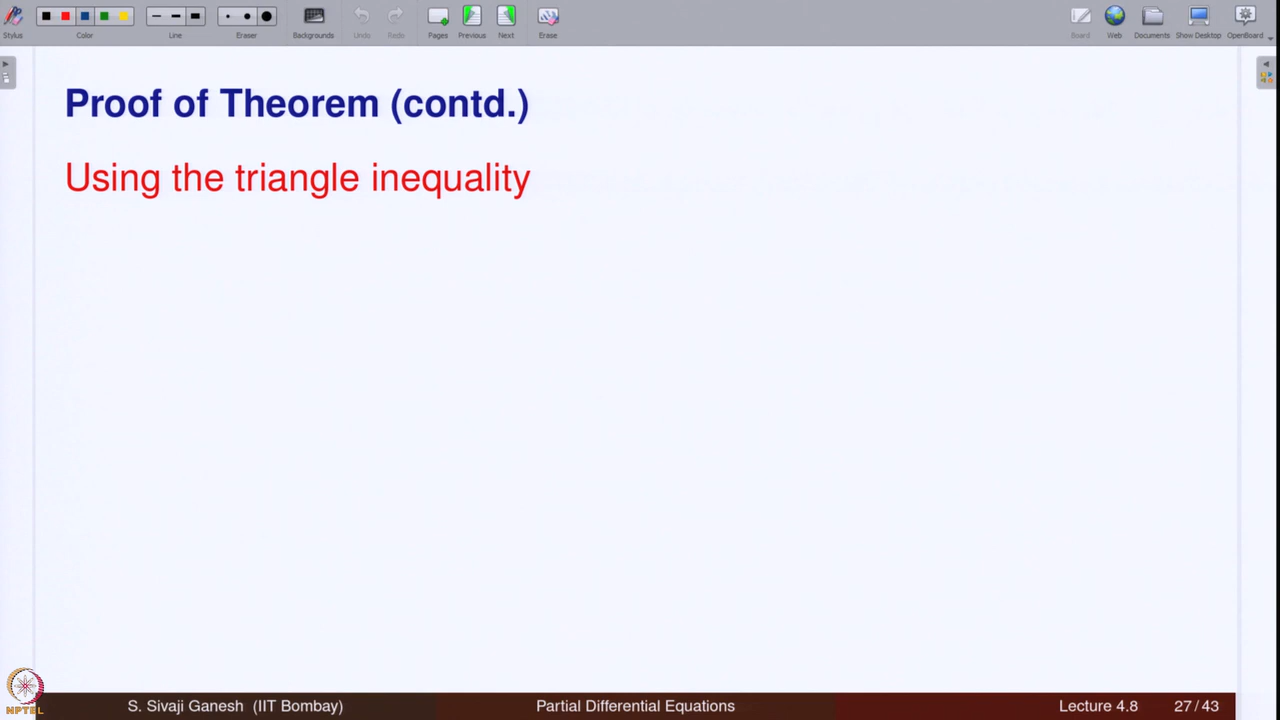 Stylus
Color
Line
Eraser
Backgrounds
Undo
Redo
Pages
Previous
Next
Erase
Board
Web
Documents
Show Desktop
OpenBoard
Proof of Theorem (contd.)
Using the triangle inequality
NPTEL
S. Sivaji Ganesh (IIT Bombay)
Partial Differential Equations
Lecture 4.8
27 / 43